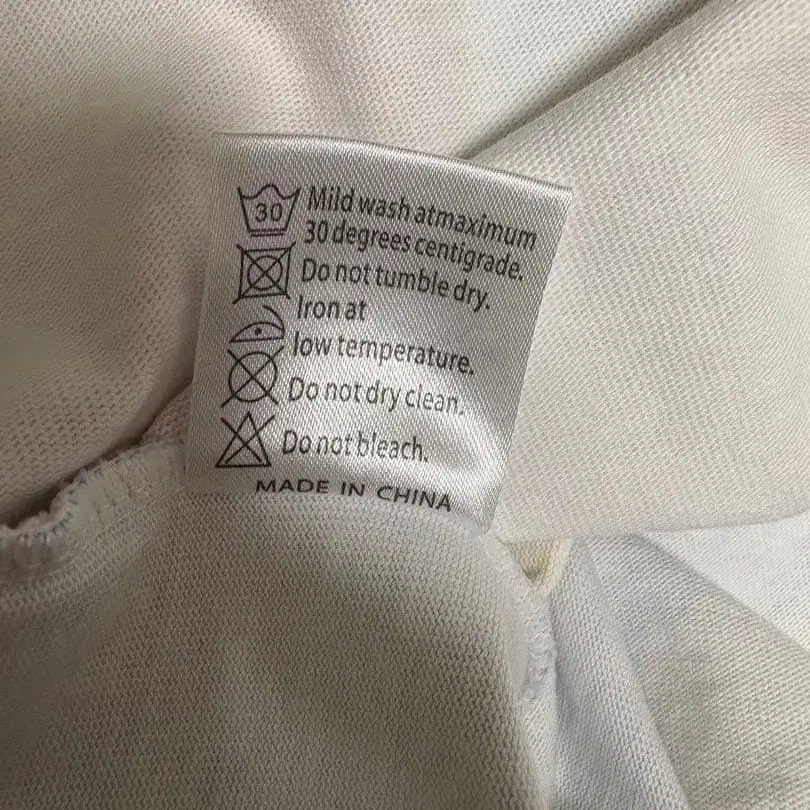 30 Mild wash atmaximum
30 degrees centigrade.
Do not tumble dry.
Iron at
low temperature.
Do not dry clean.
Do not bleach.
MADE IN CHINA